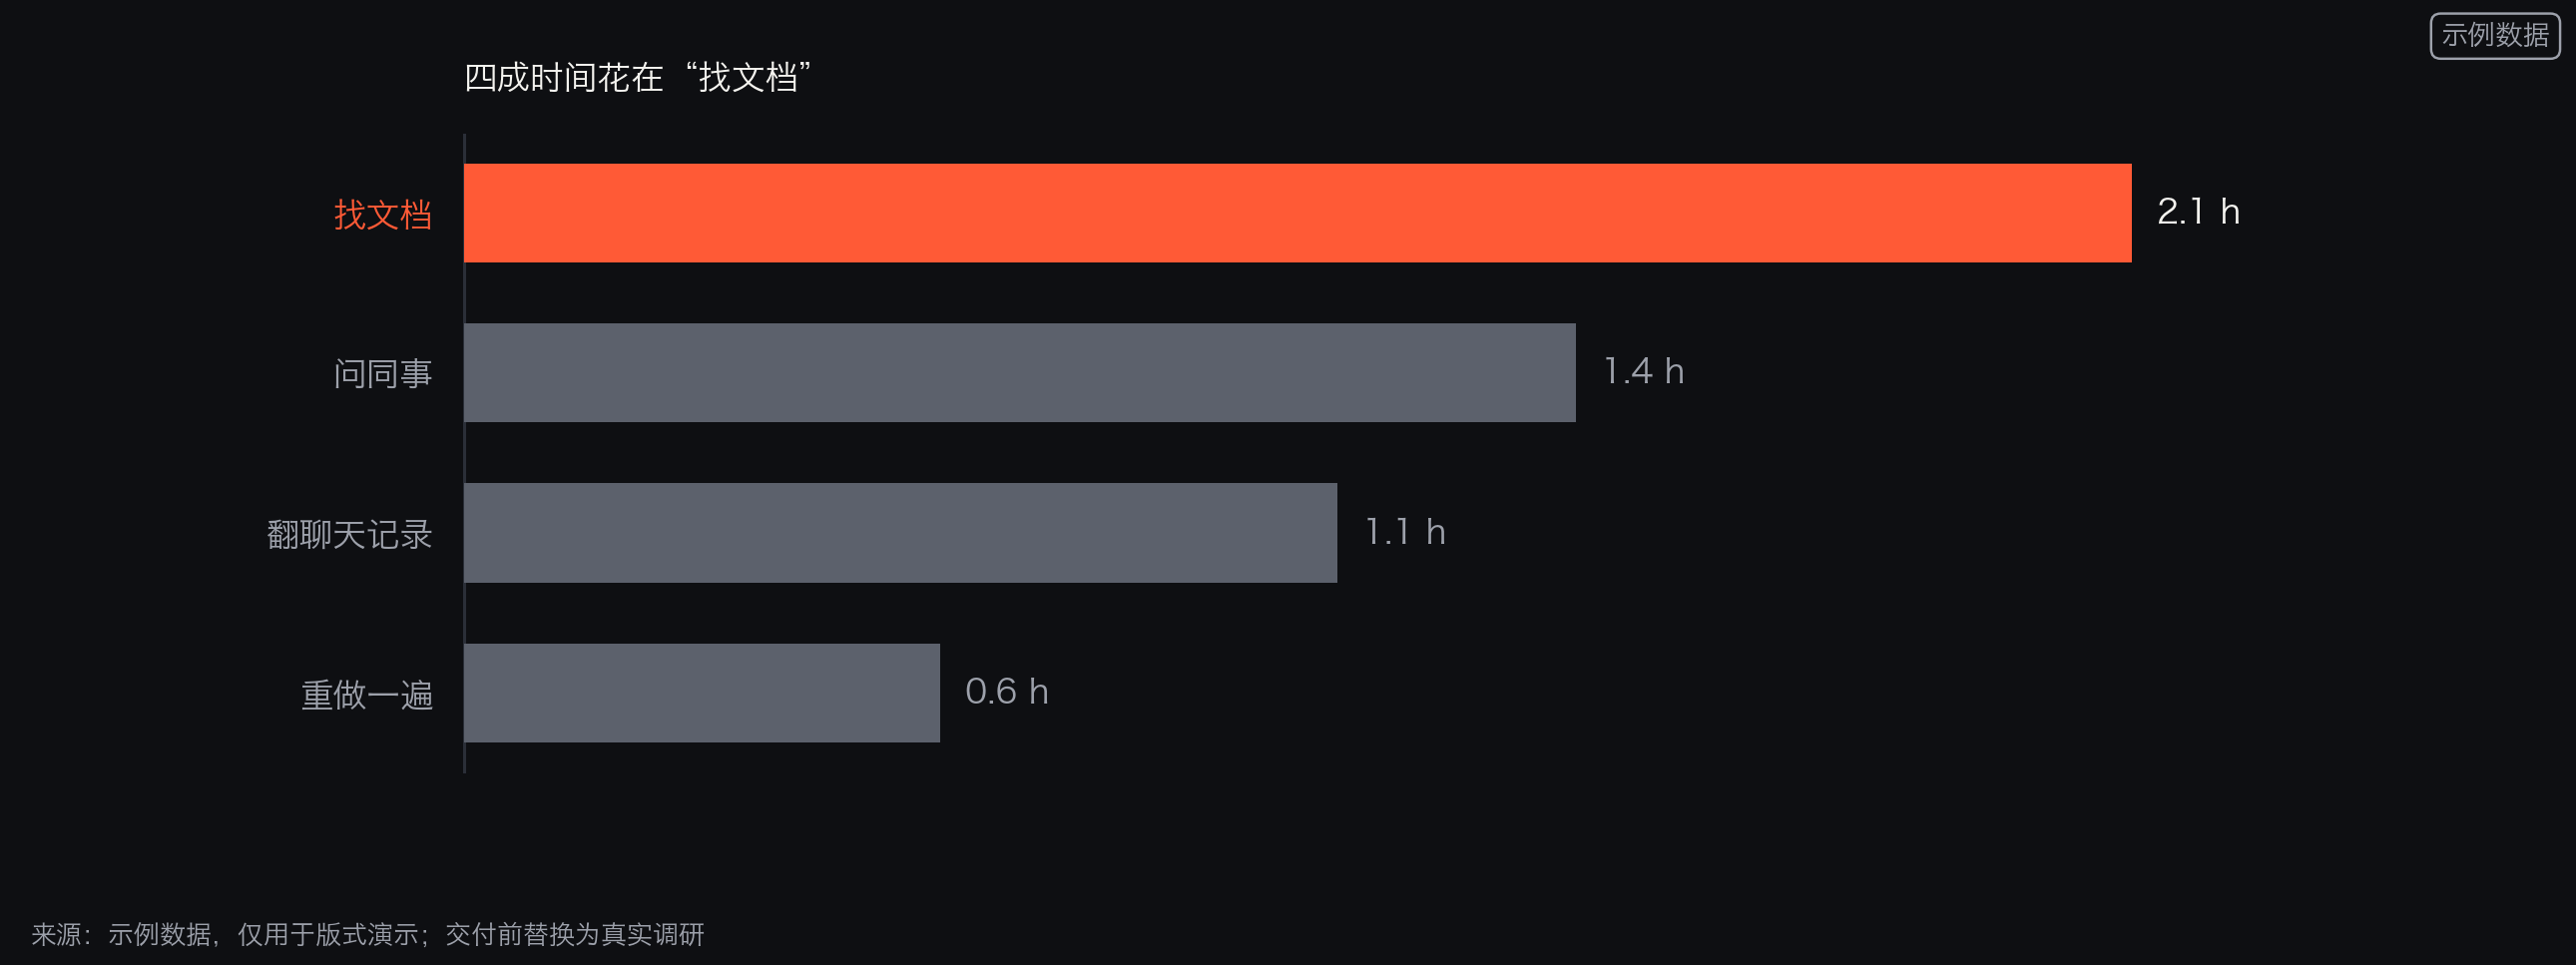 示例数据
四成时间花在“找文档”
找文档
2.1 h
问同事
1.4 h
翻聊天记录
1.1 h
重做一遍
0.6 h
来源：示例数据，仅用于版式演示；交付前替换为真实调研